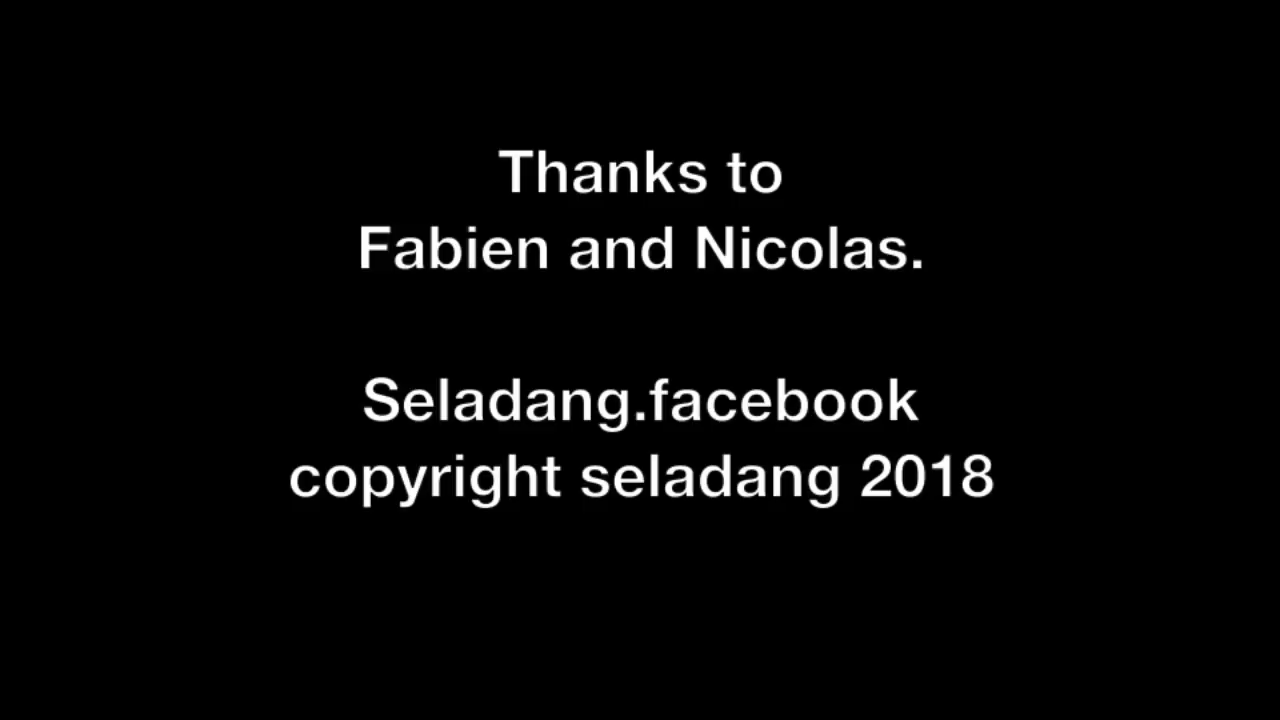 Thanks to
Fabien and Nicolas.
Seladang.facebook
copyright seladang 2018